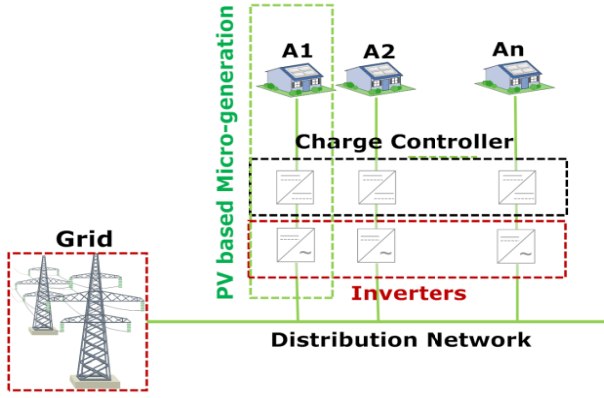 A1
A2
An
PV based Micro-generation
Charge Controller
Grid
~
~
~
Inverters
Distribution Network